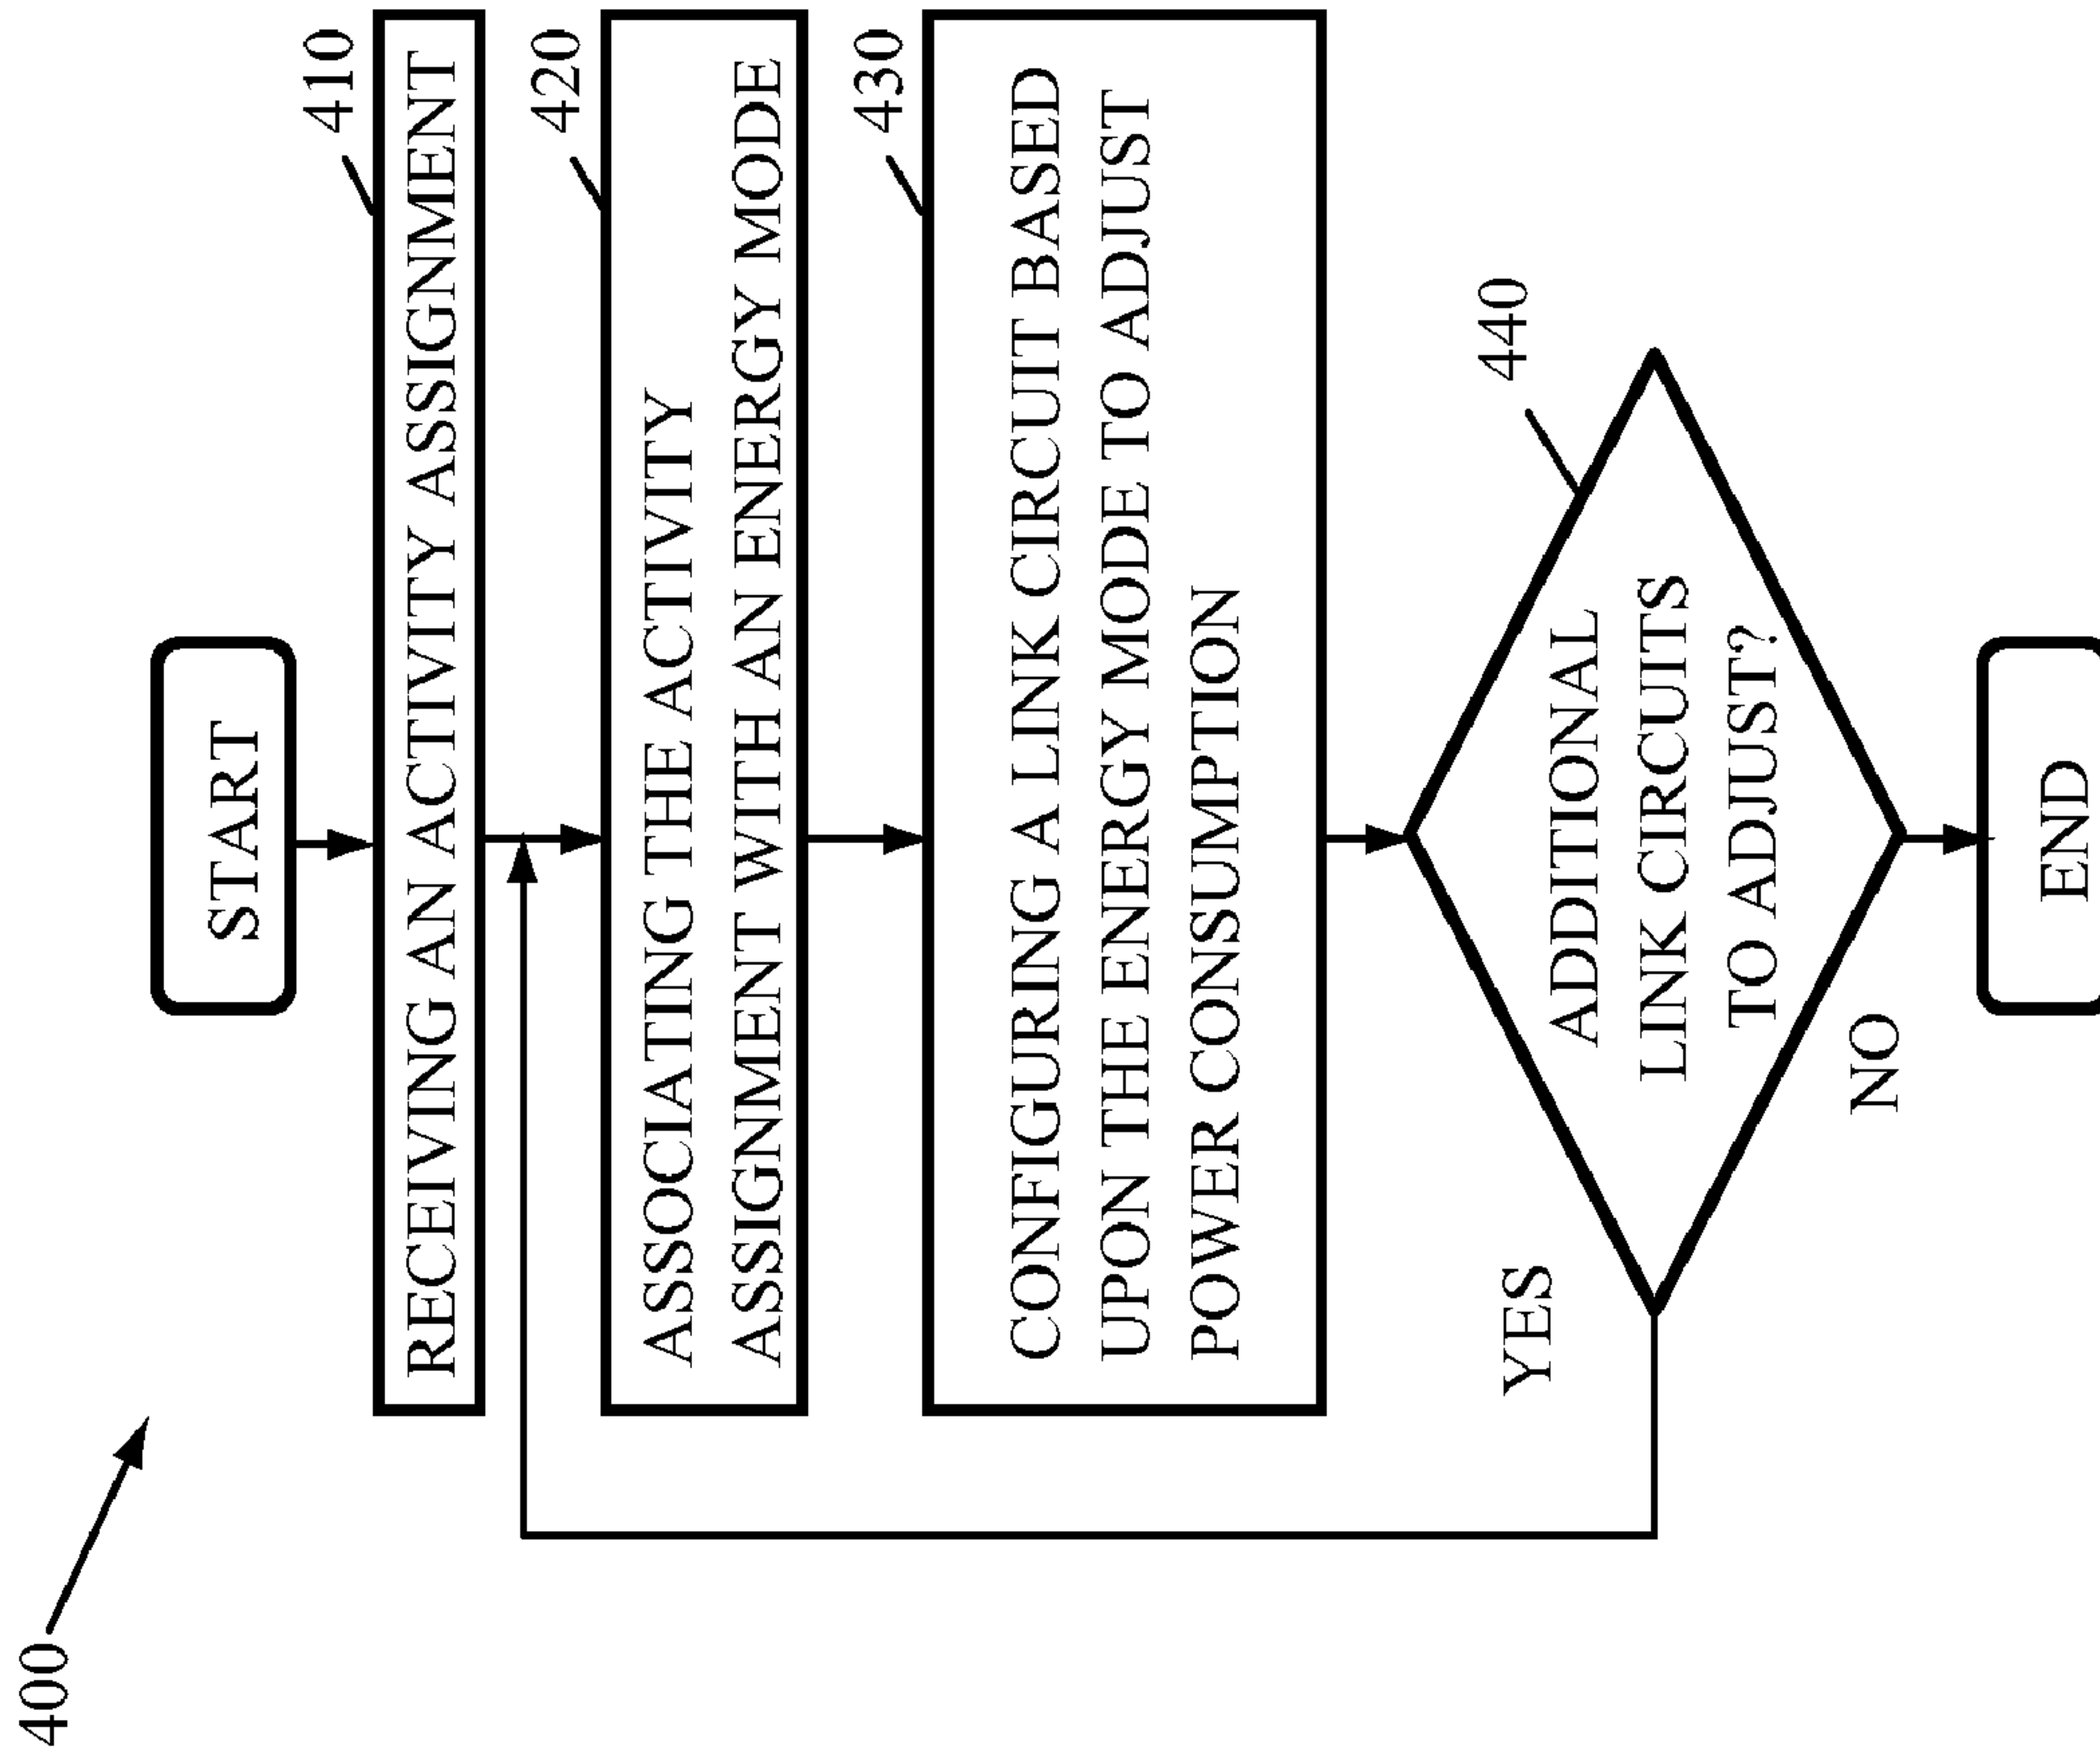 400
START
410
RECEIVING AN ACTIVITY ASSIGNMENT
420
ASSOCIATING THE ACTIVITY
ASSIGNMENT WITH AN ENERGY MODE
430
CONFIGURING A LINK CIRCUIT BASED
UPON THE ENERGY MODE TO ADJUST
POWER CONSUMPTION
440
ADDITIONAL
LINK CIRCUITS
TO ADJUST?
YES
NO
END